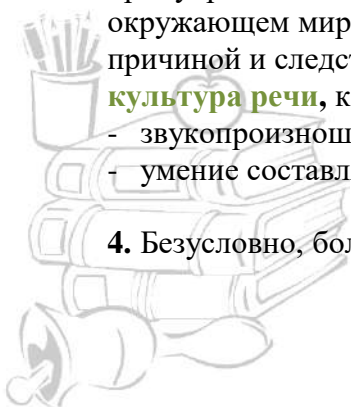 окружающем мир
причиной и следст
культура речи, к
- звукопроизнош
- умение составл
4. Безусловно, бол